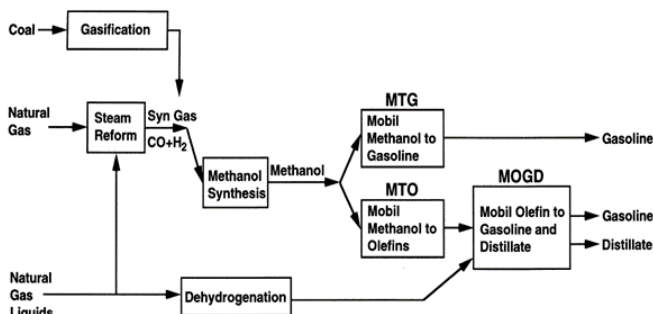 Coal
Gasification
Natural
Gas
Steam
Reform
Syn Gas
CO+H₂
Methanol
Synthesis
Methanol
MTG
Mobil
Methanol to
Gasoline
Gasoline
MTO
Mobil
Methanol to
Olefins
MOGD
Mobil Olefin to
Gasoline and
Distillate
Gasoline
Distillate
Natural
Gas
Liquids
Dehydrogenation